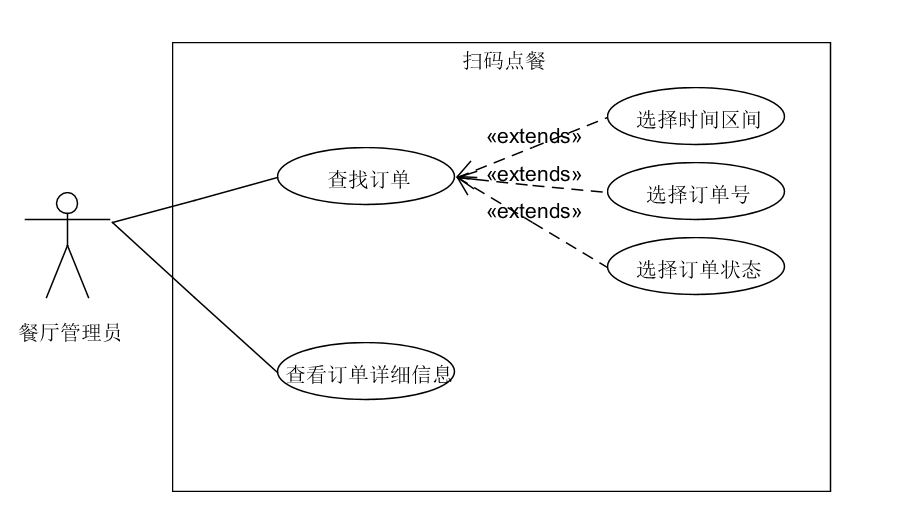 扫码点餐
选择时间区间
«extends»
查找订单
«extends»
选择订单号
«extends»
选择订单状态
餐厅管理员
查看订单详细信息